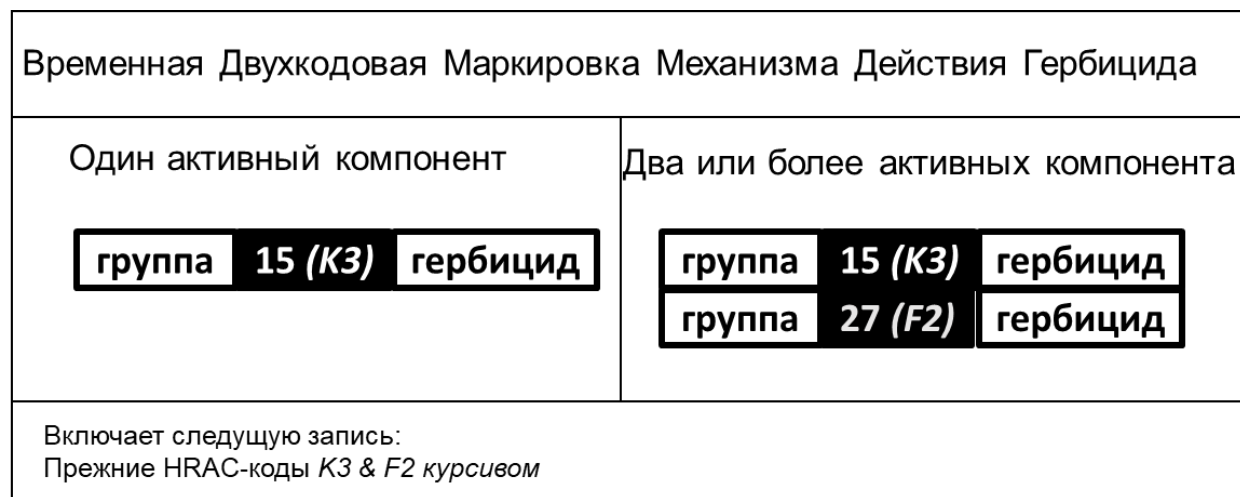 Временная Двухкодовая Маркировка Механизма Действия Гербицида
Один активный компонент
группа 15 (K3) гербицид
Два или более активных компонента
группа 15 (K3) гербицид
группа 27 (F2) гербицид
Включает следущую запись:
Прежние HRAC-коды K3 & F2 курсивом